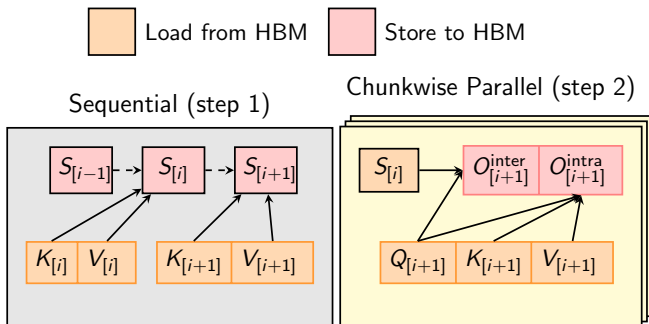 Load from HBM Store to HBM
Sequential (step 1) Chunkwise Parallel (step 2)
S[i−1] S[i] S[i+1] S[i] O[i+1]^inter O[i+1]^intra
K[i] V[i] K[i+1] V[i+1] Q[i+1] K[i+1] V[i+1]